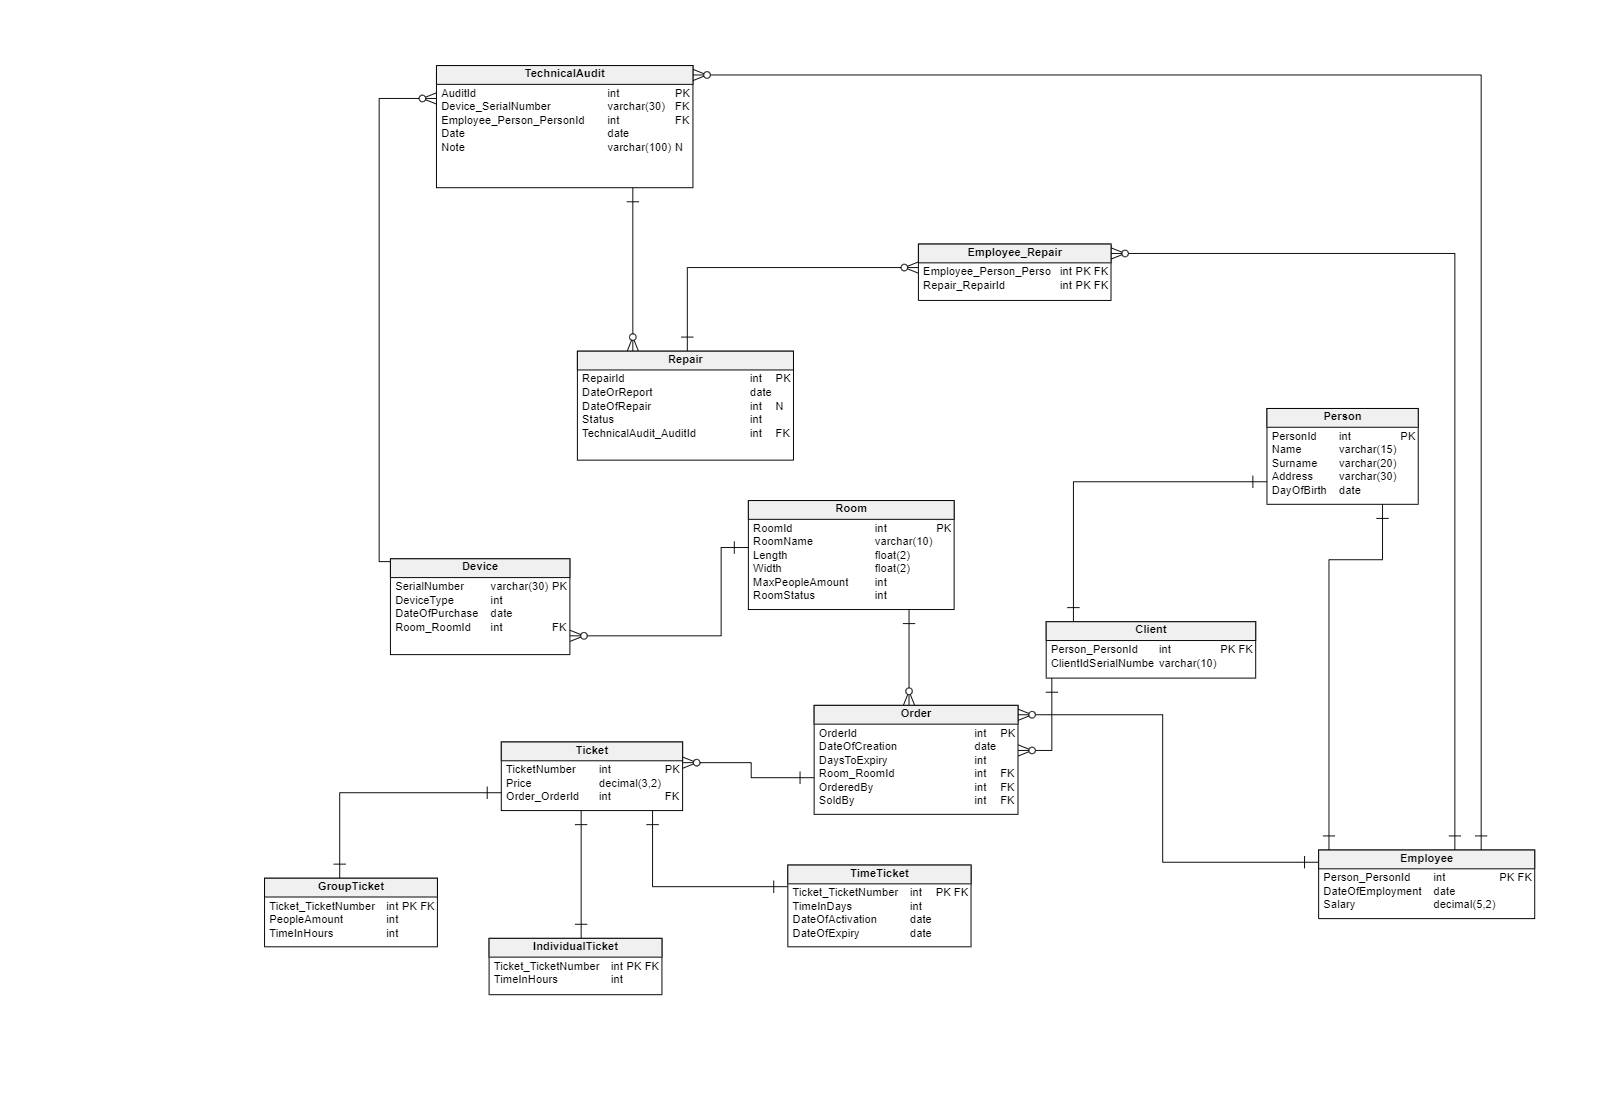 TechnicalAudit
AuditId int PK
Device_SerialNumber varchar(30) FK
Employee_Person_PersonId int FK
Date date
Note varchar(100) N
Employee_Repair
Employee_Person_Perso int PK FK
Repair_RepairId int PK FK
Repair
RepairId int PK
DateOrReport date
DateOfRepair int N
Status int
TechnicalAudit_AuditId int FK
Person
PersonId int PK
Name varchar(15)
Surname varchar(20)
Address varchar(30)
DayOfBirth date
Room
RoomId int PK
RoomName varchar(10)
Length float(2)
Width float(2)
MaxPeopleAmount int
RoomStatus int
Device
SerialNumber varchar(30) PK
DeviceType int
DateOfPurchase date
Room_RoomId int FK
Client
Person_PersonId int PK FK
ClientIdSerialNumbe varchar(10)
Order
OrderId int PK
DateOfCreation date
DaysToExpiry int
Room_RoomId int FK
OrderedBy int FK
SoldBy int FK
Ticket
TicketNumber int PK
Price decimal(3,2)
Order_OrderId int FK
Employee
Person_PersonId int PK FK
DateOfEmployment date
Salary decimal(5,2)
GroupTicket
Ticket_TicketNumber int PK FK
PeopleAmount int
TimeInHours int
TimeTicket
Ticket_TicketNumber int PK FK
TimeInDays int
DateOfActivation date
DateOfExpiry date
IndividualTicket
Ticket_TicketNumber int PK FK
TimeInHours int